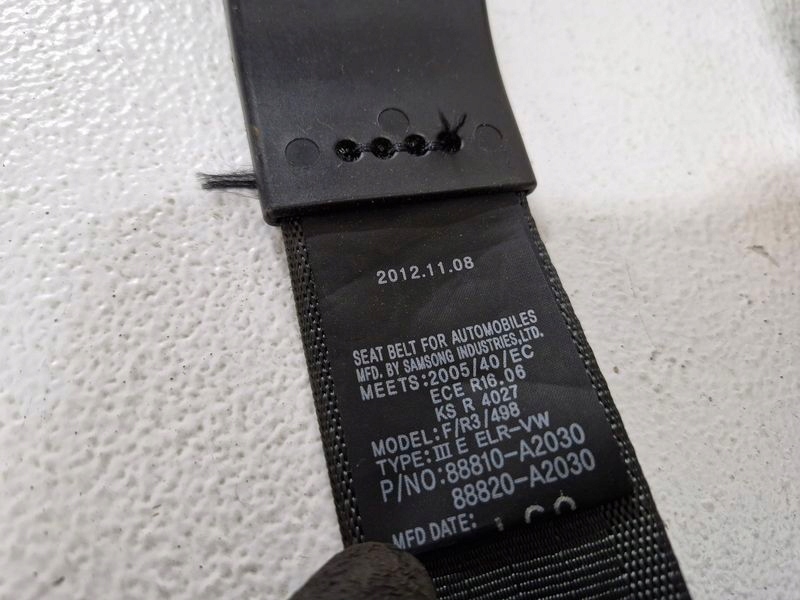 2012.11.08
SEAT BELT FOR AUTOMOBILES
MFD. BY SAMSONG INDUSTRIES,LTD.
MEETS:2005/40/EC
ECE R16.06
KS R 4027
MODEL:F/R3/498
TYPE:III E ELR-VW
P/NO:88810-A2030
88820-A2030
MFD DATE: